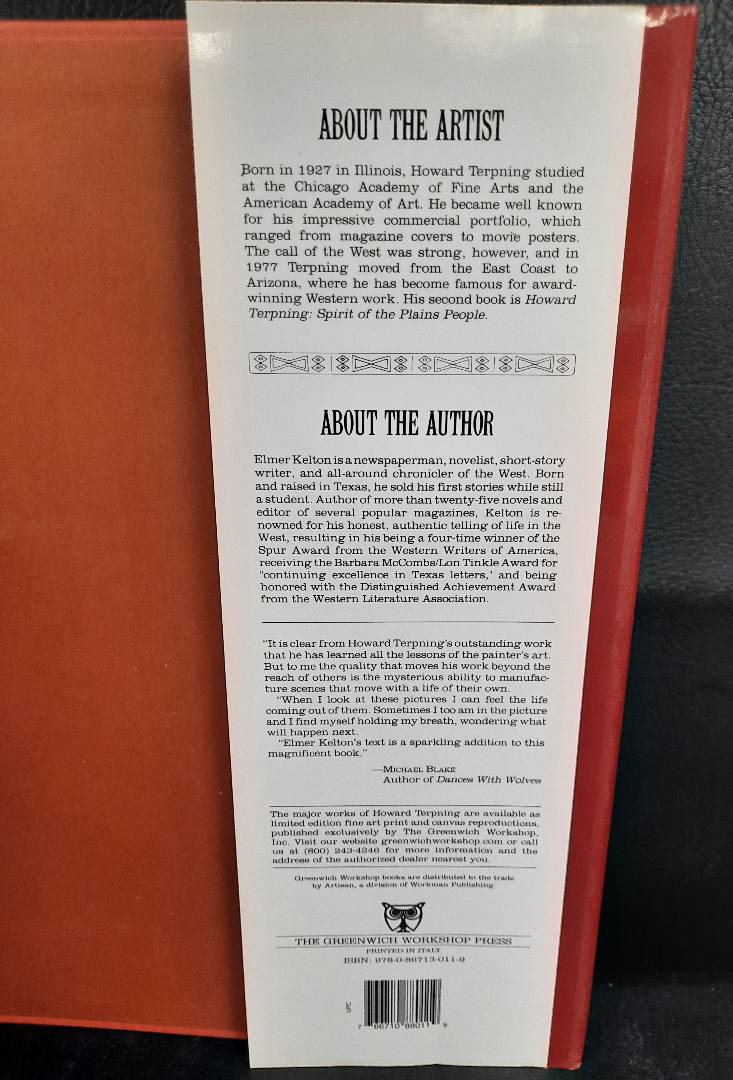 ABOUT THE ARTIST
Born in 1927 in Illinois, Howard Terpning studied
at the Chicago Academy of Fine Arts and the
American Academy of Art. He became well known
for his impressive commercial portfolio, which
ranged from magazine covers to movie posters.
The call of the West was strong, however, and in
1977 Terpning moved from the East Coast to
Arizona, where he has become famous for award-
winning Western work. His second book is Howard
Terpning: Spirit of the Plains People.
ABOUT THE AUTHOR
Elmer Kelton is a newspaperman, novelist, short-story
writer, and all-around chronicler of the West. Born
and raised in Texas, he sold his first stories while still
a student. Author of more than twenty-five novels and
editor of several popular magazines, Kelton is re-
nowned for his honest, authentic telling of life in the
West, resulting in his being a four-time winner of the
Spur Award from the Western Writers of America,
receiving the Barbara McCombs/Lon Tinkle Award for
"continuing excellence in Texas letters," and being
honored with the Distinguished Achievement Award
from the Western Literature Association.
"It is clear from Howard Terpning's outstanding work
that he has learned all the lessons of the painter's art.
But to me the quality that moves his work beyond the
reach of others is the mysterious ability to manufac-
ture scenes that move with a life of their own.
"When I look at these pictures I can feel the life
coming out of them. Sometimes I too am in the picture
and I find myself holding my breath, wondering what
will happen next.
"Elmer Kelton's text is a sparkling addition to this
magnificent book."
—MICHAEL BLAKE
Author of Dances With Wolves
The major works of Howard Terpning are available as
limited edition fine art print and canvas reproductions,
published exclusively by The Greenwich Workshop,
Inc. Visit our website greenwichworkshop.com or call
us at (800) 243-4246 for more information and the
address of the authorized dealer nearest you.
Greenwich Workshop books are distributed to the trade
by Artisan, a division of Workman Publishing.
THE GREENWICH WORKSHOP PRESS
PRINTED IN ITALY
ISBN: 978-0-86713-011-9
7 66710 88011 9